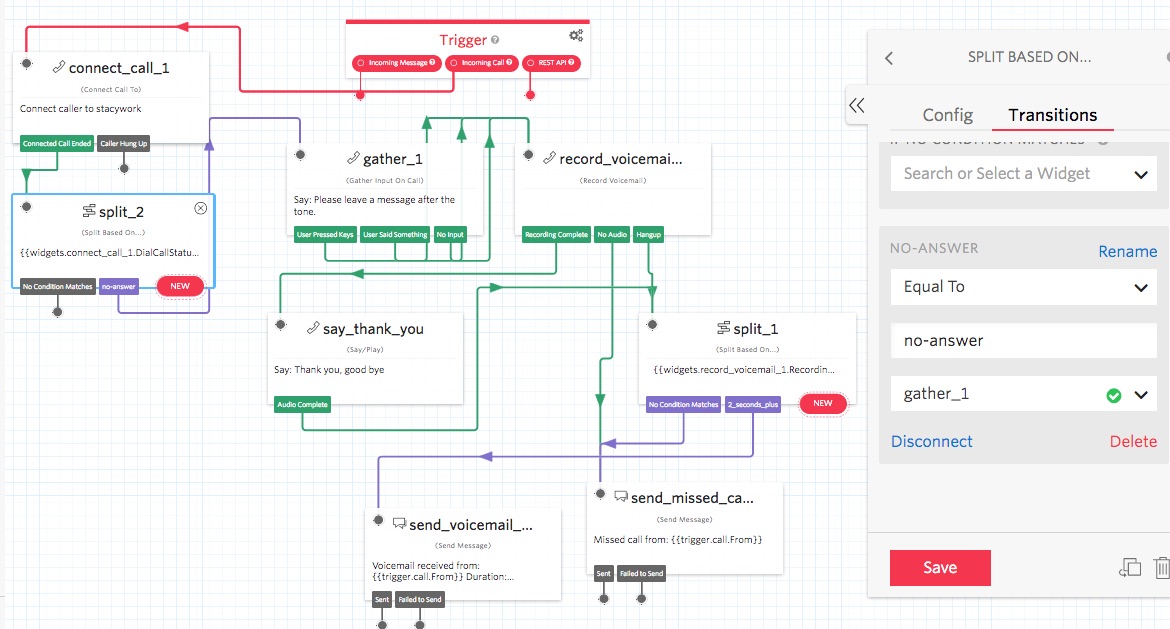 Trigger
Incoming Message
Incoming Call
REST API
connect_call_1
(Connect Call To)
Connect caller to stacywork
Connected Call Ended
Caller Hung Up
split_2
(Split Based On...)
{{widgets.connect_call_1.DialCallStatu...
No Condition Matches
no-answer
NEW
gather_1
(Gather Input On Call)
Say: Please leave a message after the
tone.
User Pressed Keys
User Said Something
No Input
record_voicemai...
(Record Voicemail)
Recording Complete
No Audio
Hangup
say_thank_you
(Say/Play)
Say: Thank you, good bye
Audio Complete
split_1
(Split Based On...)
{{widgets.record_voicemail_1.Recordin...
No Condition Matches
2_seconds_plus
NEW
send_voicemail_...
(Send Message)
Voicemail received from:
{{trigger.call.From}} Duration:...
Sent
Failed to Send
send_missed_ca...
(Send Message)
Missed call from: {{trigger.call.From}}
Sent
Failed to Send
SPLIT BASED ON...
Config
Transitions
IF NO CONDITION MATCHES
Search or Select a Widget
NO-ANSWER
Rename
Equal To
no-answer
gather_1
Disconnect
Delete
Save